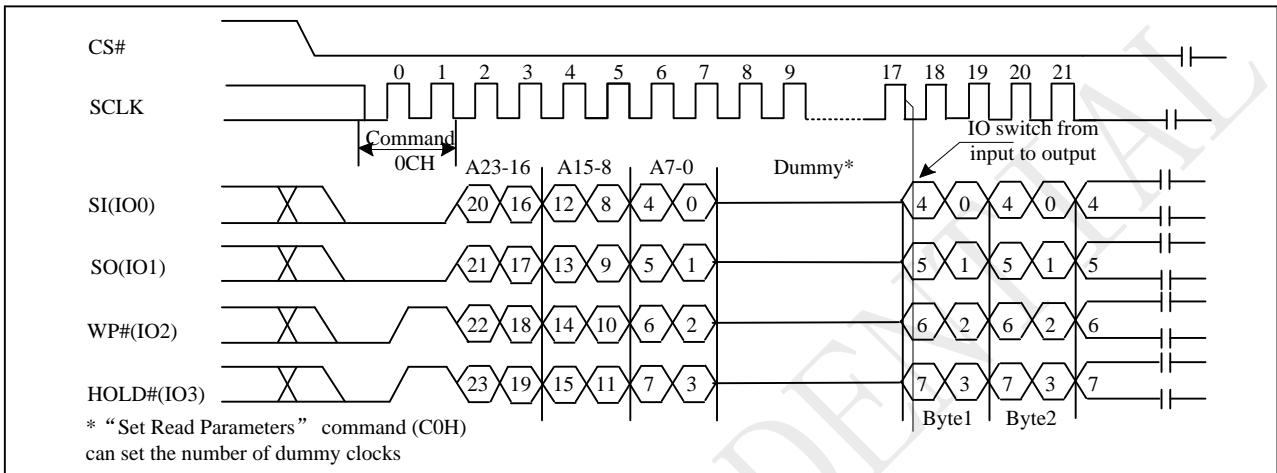 CS#
0 1 2 3 4 5 6 7 8 9 17 18 19 20 21
SCLK
Command
0CH
IO switch from
input to output
A23-16 A15-8 A7-0 Dummy*
SI(IO0) 20 16 12 8 4 0 4 0 4 0 4
SO(IO1) 21 17 13 9 5 1 5 1 5 1 5
WP#(IO2) 22 18 14 10 6 2 6 2 6 2 6
HOLD#(IO3) 23 19 15 11 7 3 7 3 7 3 7
Byte1 Byte2
* “Set Read Parameters” command (C0H)
can set the number of dummy clocks
DENTIAL